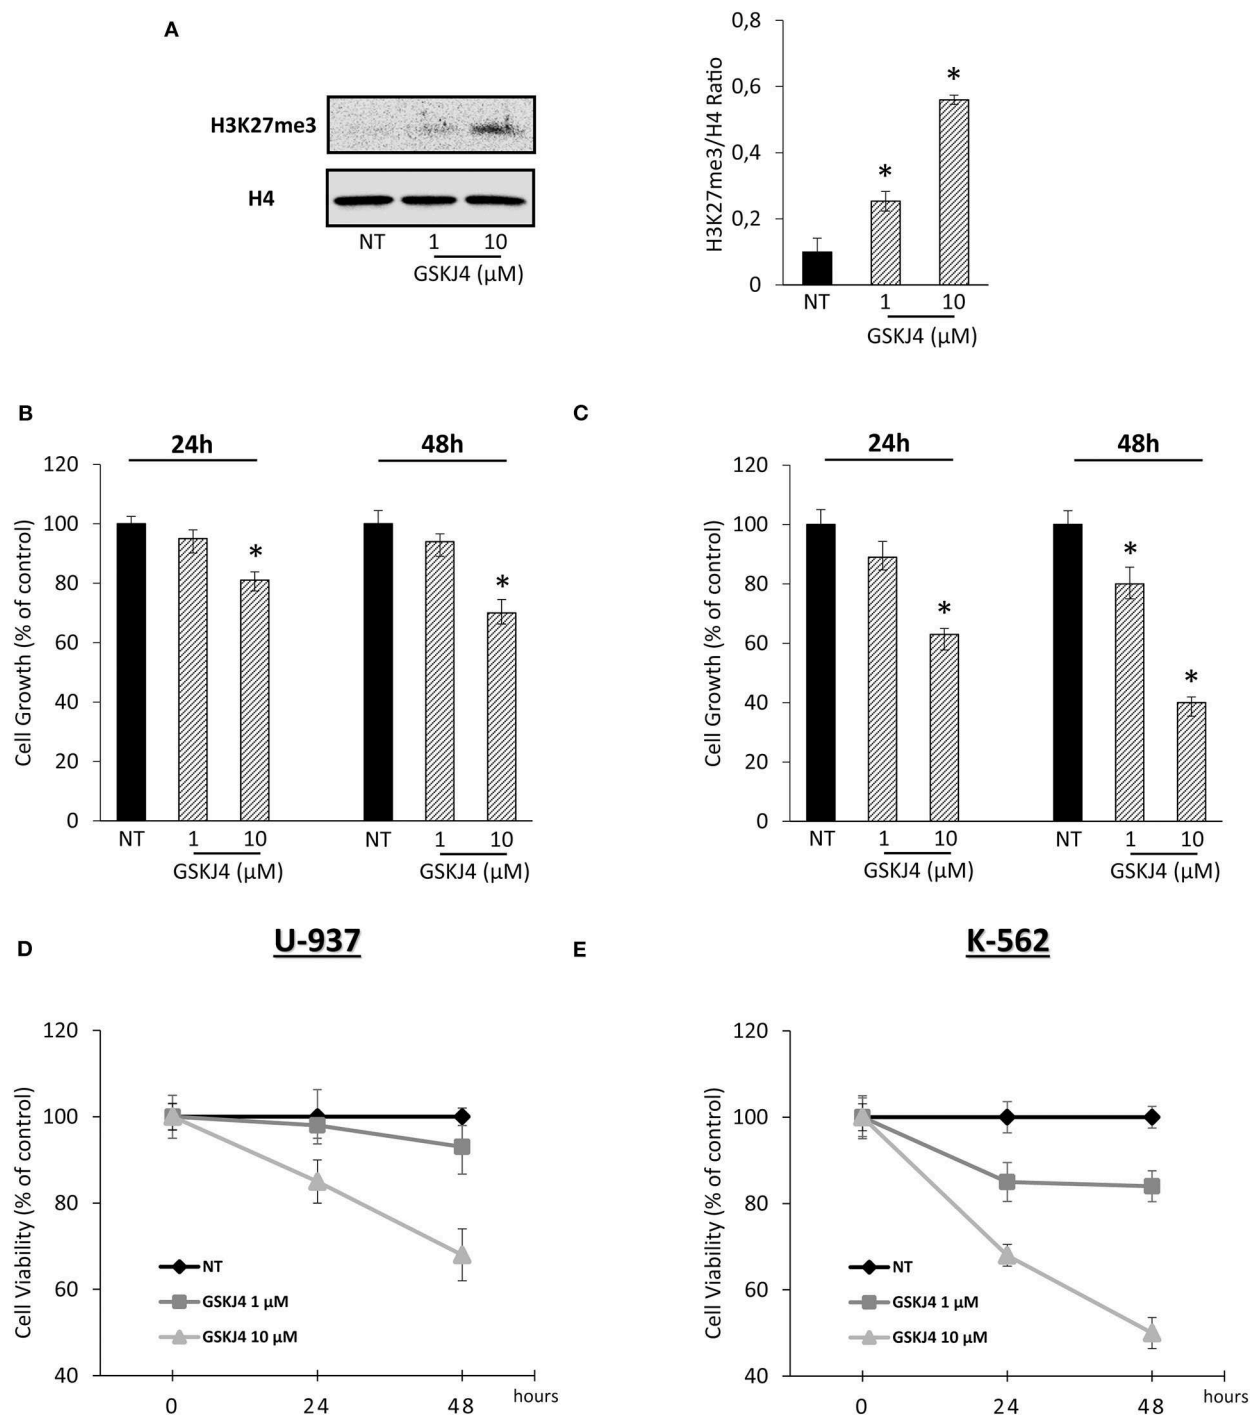 A
H3K27me3
H4
NT 1 10
GSKJ4 (µM)
H3K27me3/H4 Ratio
0,8
0,6
0,4
0,2
0
*
*
NT 1 10
GSKJ4 (µM)
B
24h 48h
Cell Growth (% of control)
120
100
80
60
40
20
0
*
*
NT 1 10 NT 1 10
GSKJ4 (µM) GSKJ4 (µM)
C
24h 48h
Cell Growth (% of control)
120
100
80
60
40
20
0
*
*
*
NT 1 10 NT 1 10
GSKJ4 (µM) GSKJ4 (µM)
D
U-937
Cell Viability (% of control)
120
100
80
60
40
NT
GSKJ4 1 µM
GSKJ4 10 µM
0 24 48 hours
E
K-562
Cell Viability (% of control)
120
100
80
60
40
NT
GSKJ4 1 µM
GSKJ4 10 µM
0 24 48 hours